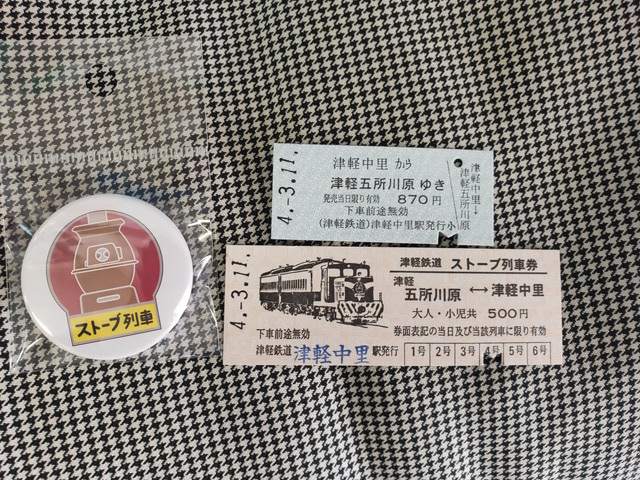 ストーブ列車
4.-3.11.
津軽中里 から
津軽五所川原 ゆき
発売当日限り有効 870円
下車前途無効
(津軽鉄道)津軽中里駅発行
小
津軽中里→
津軽五所川原
4.-3.11.
津軽鉄道 ストーブ列車券
津軽
五所川原 ↔ 津軽中里
大人・小児共 500円
券面表記の当日及び当該列車に限り有効
下車前途無効
津軽鉄道 津軽中里 駅発行
1号 2号 3号 4号 5号 6号